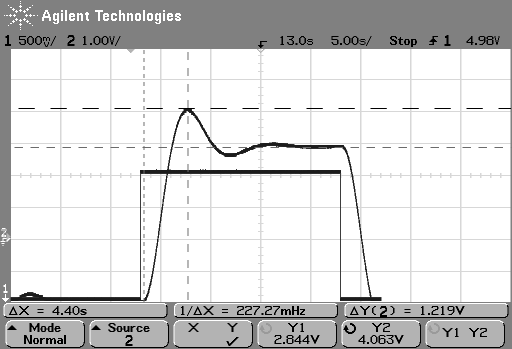 Agilent Technologies
1 500mV/ 2 1.00V/ 13.0s 5.00s/ Stop 1 4.98V
2
1
ΔX = 4.40s 1/ΔX = 227.27mHz ΔY(2) = 1.219V
Mode Source X Y Y1 Y2 Y1 Y2
Normal 2 ✓ 2.844V 4.063V